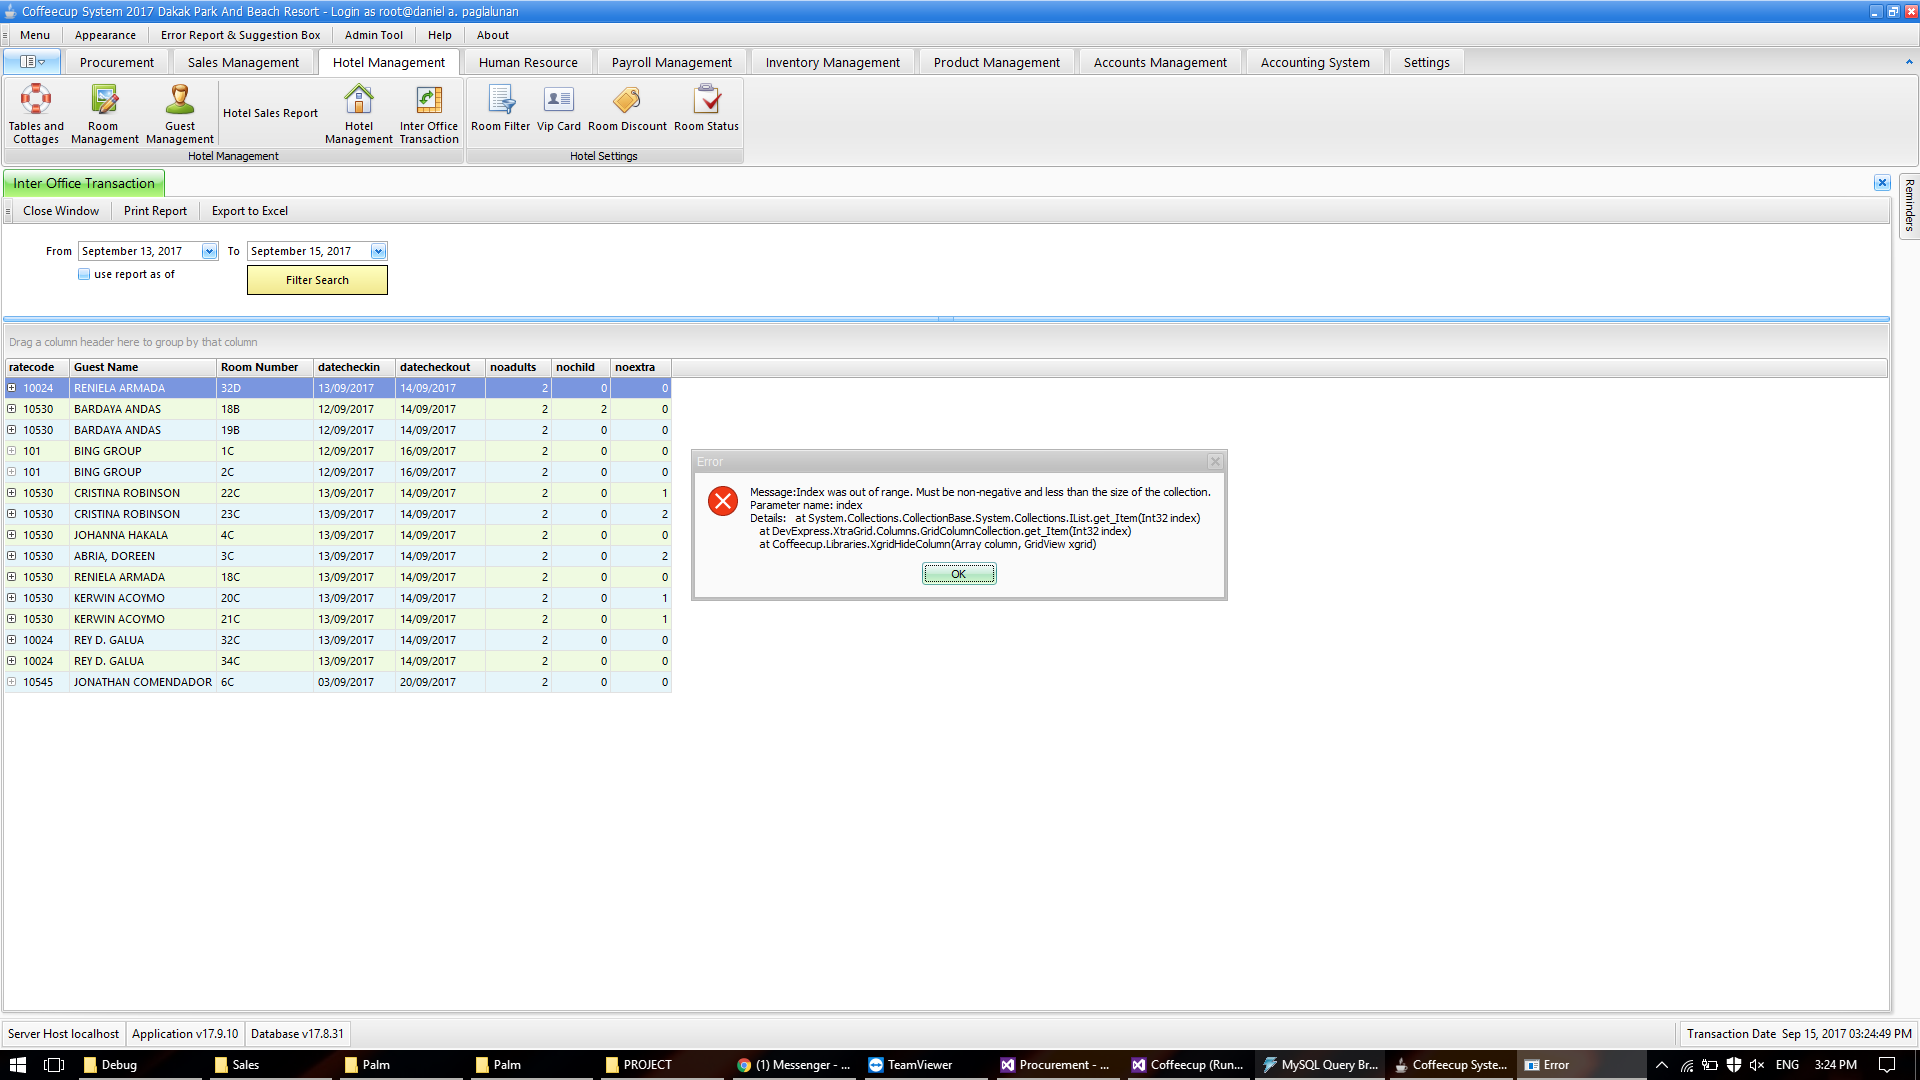 Coffeecup System 2017 Dakak Park And Beach Resort - Login as root@daniel a. paglalunan
Menu Appearance Error Report & Suggestion Box Admin Tool Help About
Procurement Sales Management Hotel Management Human Resource Payroll Management Inventory Management Product Management Accounts Management Accounting System Settings
Tables and Cottages
Room Management
Guest Management
Hotel Sales Report
Hotel Management
Inter Office Transaction
Room Filter
Vip Card
Room Discount
Room Status
Hotel Management
Hotel Settings
Inter Office Transaction
Reminders
Close Window Print Report Export to Excel
From September 13, 2017 To September 15, 2017
use report as of
Filter Search
Drag a column header here to group by that column
ratecode Guest Name Room Number datecheckin datecheckout noadults nochild noextra
10024 RENIELA ARMADA 32D 13/09/2017 14/09/2017 2 0 0
10530 BARDAYA ANDAS 18B 12/09/2017 14/09/2017 2 2 0
10530 BARDAYA ANDAS 19B 12/09/2017 14/09/2017 2 0 0
101 BING GROUP 1C 12/09/2017 16/09/2017 2 0 0
101 BING GROUP 2C 12/09/2017 16/09/2017 2 0 0
10530 CRISTINA ROBINSON 22C 13/09/2017 14/09/2017 2 0 1
10530 CRISTINA ROBINSON 23C 13/09/2017 14/09/2017 2 0 2
10530 JOHANNA HAKALA 4C 13/09/2017 14/09/2017 2 0 0
10530 ABRIA, DOREEN 3C 13/09/2017 14/09/2017 2 0 2
10530 RENIELA ARMADA 18C 13/09/2017 14/09/2017 2 0 0
10530 KERWIN ACOYMO 20C 13/09/2017 14/09/2017 2 0 1
10530 KERWIN ACOYMO 21C 13/09/2017 14/09/2017 2 0 1
10024 REY D. GALUA 32C 13/09/2017 14/09/2017 2 0 0
10024 REY D. GALUA 34C 13/09/2017 14/09/2017 2 0 0
10545 JONATHAN COMENDADOR 6C 03/09/2017 20/09/2017 2 0 0
Error
Message:Index was out of range. Must be non-negative and less than the size of the collection.
Parameter name: index
Details: at System.Collections.CollectionBase.System.Collections.IList.get_Item(Int32 index)
at DevExpress.XtraGrid.Columns.GridColumnCollection.get_Item(Int32 index)
at Coffeecup.Libraries.XgridHideColumn(Array column, GridView xgrid)
OK
Server Host localhost Application v17.9.10 Database v17.8.31 Transaction Date Sep 15, 2017 03:24:49 PM
Debug Sales Palm Palm PROJECT (1) Messenger - ... TeamViewer Procurement - ... Coffeecup (Run... MySQL Query Br... Coffeecup Syste... Error ENG 3:24 PM